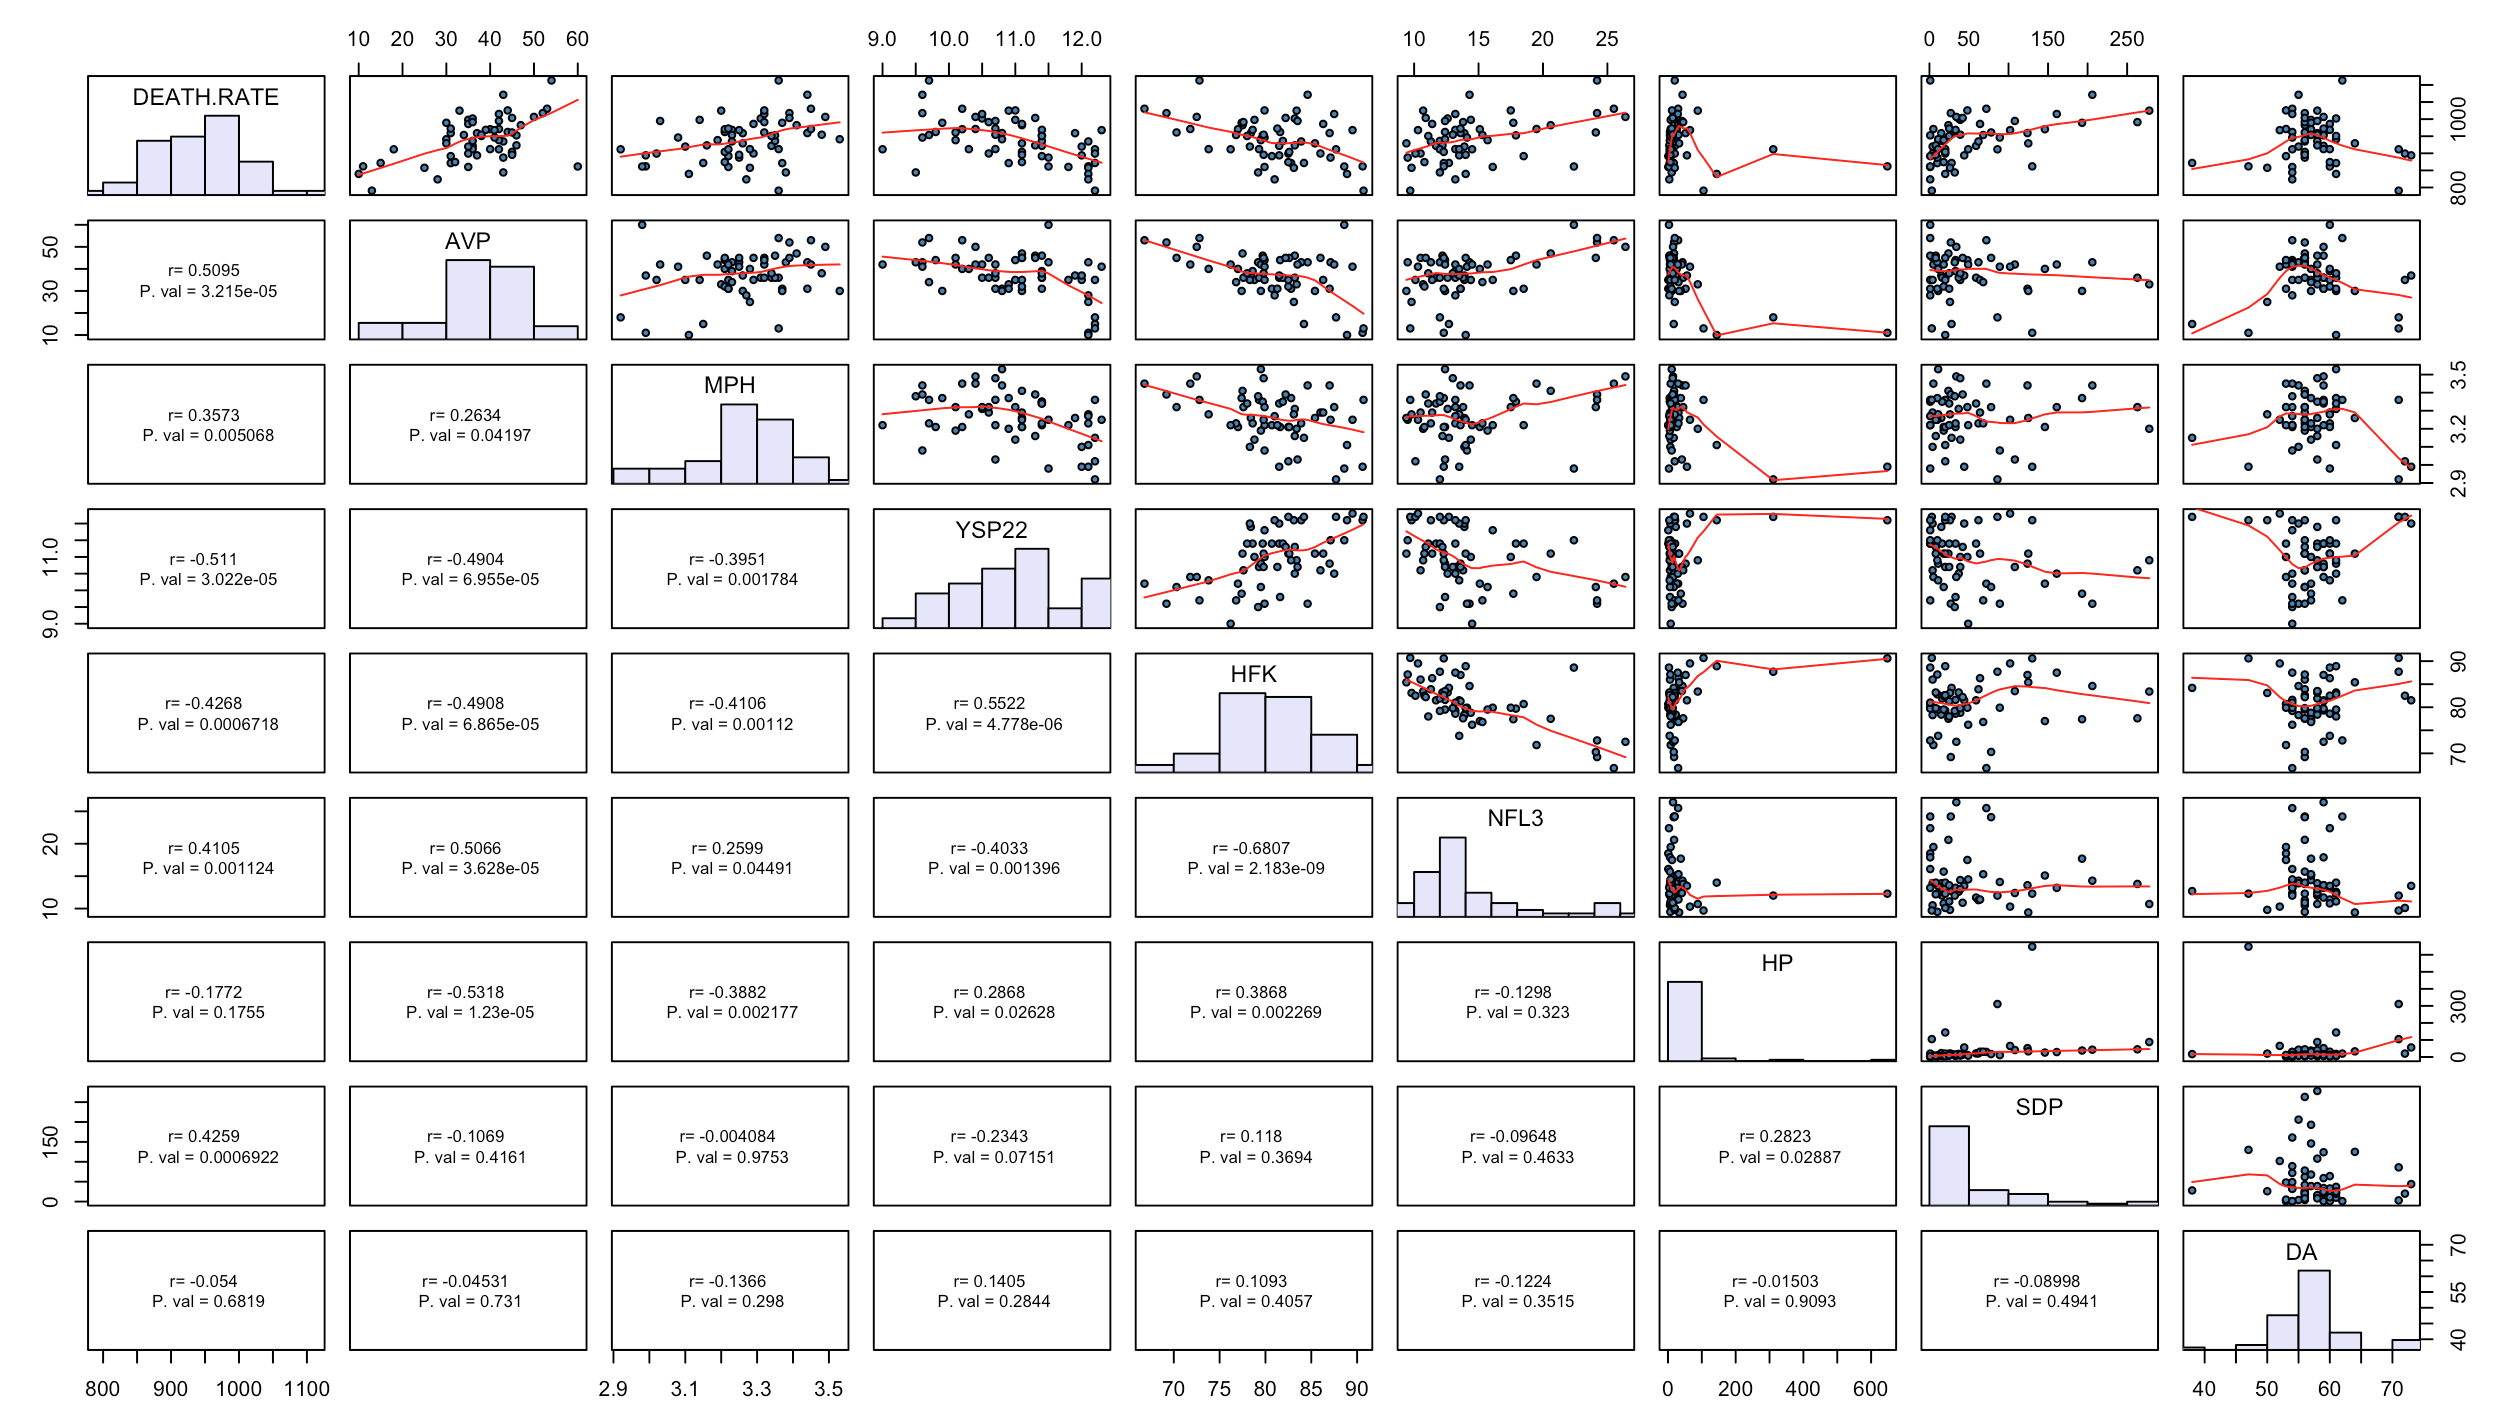 10 20 30 40 50 60 9.0 10.0 11.0 12.0 10 15 20 25 0 50 150 250
DEATH.RATE
800 1000
r= 0.5095
P. val = 3.215e-05
AVP
10 30 50
r= 0.3573
P. val = 0.005068
r= 0.2634
P. val = 0.04197
MPH
2.9 3.2 3.5
r= -0.511
P. val = 3.022e-05
r= -0.4904
P. val = 6.955e-05
r= -0.3951
P. val = 0.001784
YSP22
9.0 11.0
r= -0.4268
P. val = 0.0006718
r= -0.4908
P. val = 6.865e-05
r= -0.4106
P. val = 0.00112
r= 0.5522
P. val = 4.778e-06
HFK
70 80 90
r= 0.4105
P. val = 0.001124
r= 0.5066
P. val = 3.628e-05
r= 0.2599
P. val = 0.04491
r= -0.4033
P. val = 0.001396
r= -0.6807
P. val = 2.183e-09
NFL3
10 20
r= -0.1772
P. val = 0.1755
r= -0.5318
P. val = 1.23e-05
r= -0.3882
P. val = 0.002177
r= 0.2868
P. val = 0.02628
r= 0.3868
P. val = 0.002269
r= -0.1298
P. val = 0.323
HP
0 300
r= 0.4259
P. val = 0.0006922
r= -0.1069
P. val = 0.4161
r= -0.004084
P. val = 0.9753
r= -0.2343
P. val = 0.07151
r= 0.118
P. val = 0.3694
r= -0.09648
P. val = 0.4633
r= 0.2823
P. val = 0.02887
SDP
0 150
r= -0.054
P. val = 0.6819
r= -0.04531
P. val = 0.731
r= -0.1366
P. val = 0.298
r= 0.1405
P. val = 0.2844
r= 0.1093
P. val = 0.4057
r= -0.1224
P. val = 0.3515
r= -0.01503
P. val = 0.9093
r= -0.08998
P. val = 0.4941
DA
40 55 70
800 900 1000 1100 2.9 3.1 3.3 3.5 70 75 80 85 90 0 200 400 600 40 50 60 70